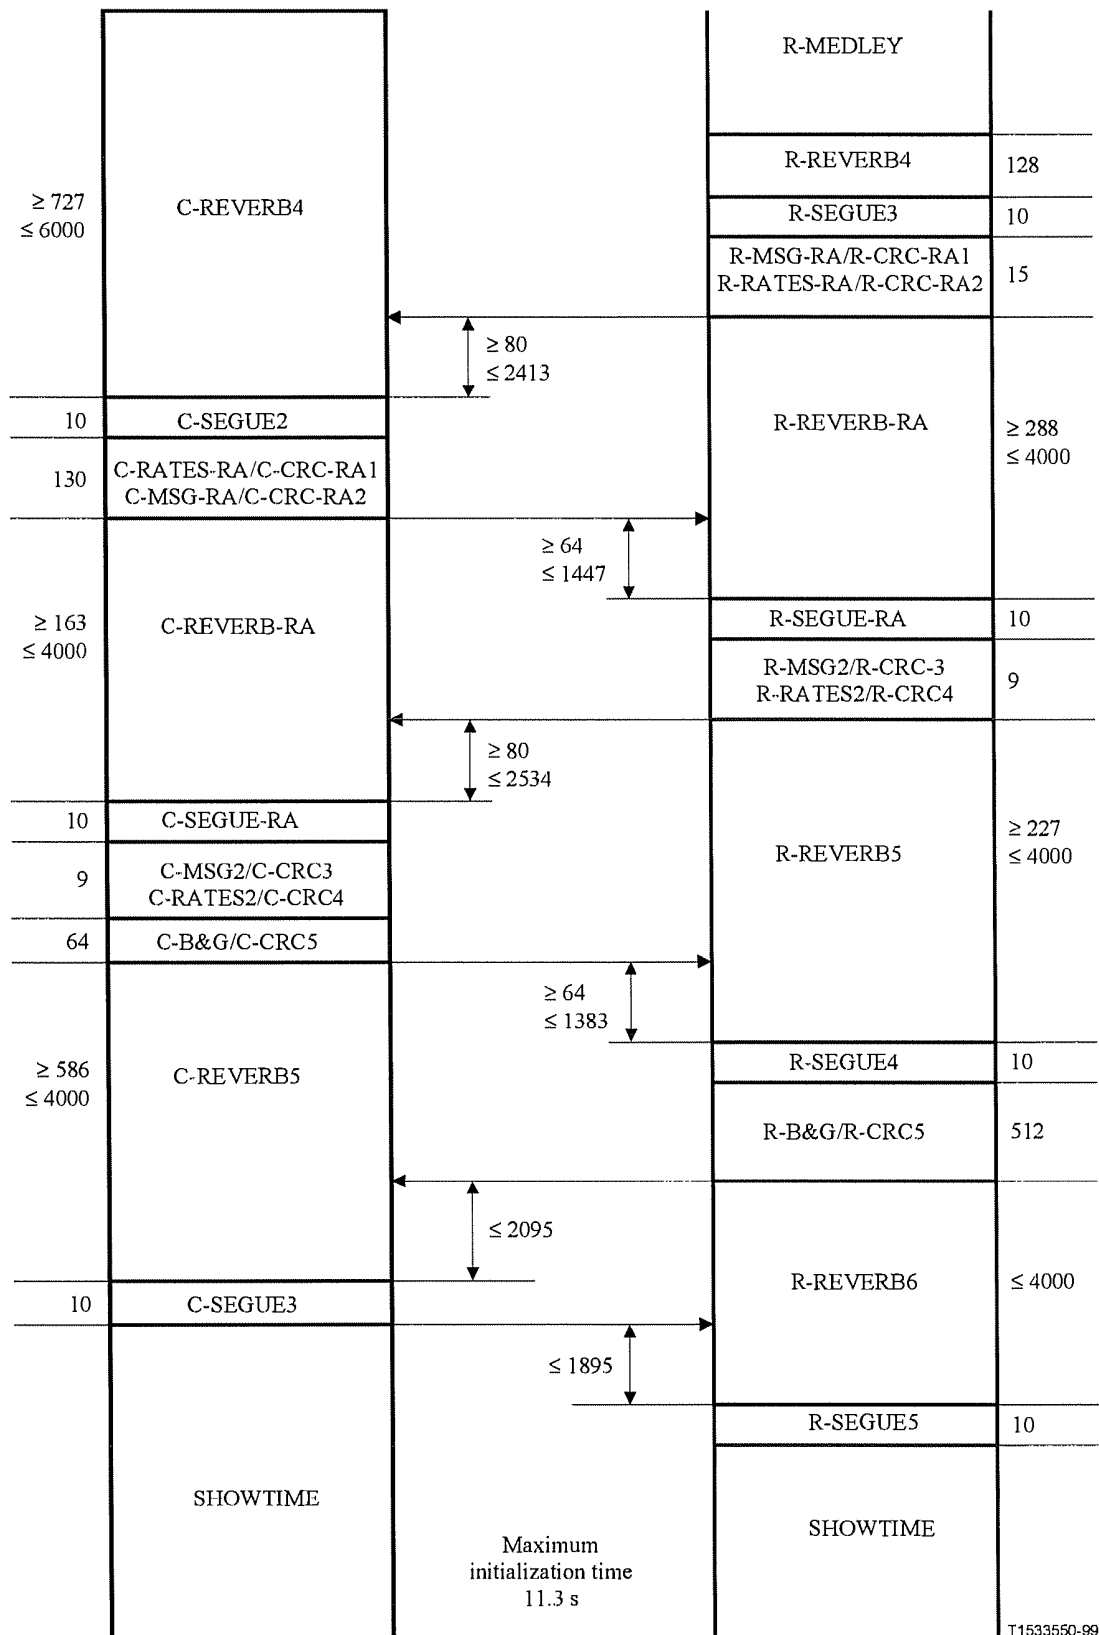 R-MEDLEY
R-REVERB4
128
≥ 727
≤ 6000
C-REVERB4
R-SEGUE3
10
R-MSG-RA/R-CRC-RA1
R-RATES-RA/R-CRC-RA2
15
≥ 80
≤ 2413
10
C-SEGUE2
R-REVERB-RA
≥ 288
≤ 4000
130
C-RATES-RA/C-CRC-RA1
C-MSG-RA/C-CRC-RA2
≥ 64
≤ 1447
≥ 163
≤ 4000
C-REVERB-RA
R-SEGUE-RA
10
R-MSG2/R-CRC-3
R-RATES2/R-CRC4
9
≥ 80
≤ 2534
10
C-SEGUE-RA
R-REVERB5
≥ 227
≤ 4000
9
C-MSG2/C-CRC3
C-RATES2/C-CRC4
64
C-B&G/C-CRC5
≥ 64
≤ 1383
≥ 586
≤ 4000
C-REVERB5
R-SEGUE4
10
R-B&G/R-CRC5
512
≤ 2095
R-REVERB6
≤ 4000
10
C-SEGUE3
≤ 1895
R-SEGUE5
10
SHOWTIME
SHOWTIME
Maximum
initialization time
11.3 s
T1533550-99